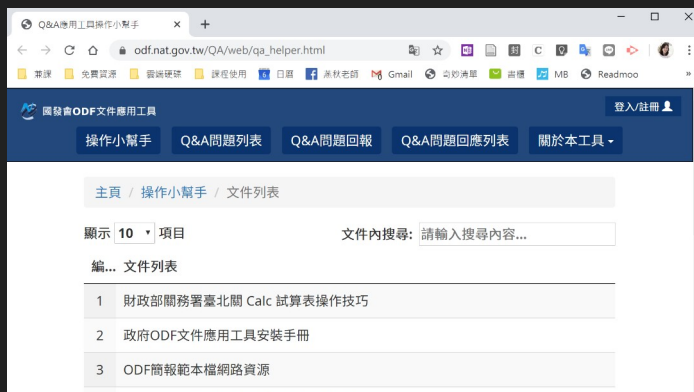 Q&A應用工具操作小幫手
odf.nat.gov.tw/QA/web/qa_helper.html
兼課 免費資源 雲端硬碟 課程使用 日曆 Gmail 奇妙清單 書櫃 MB Readmoo »
國發會ODF文件應用工具 登入/註冊
操作小幫手 Q&A問題列表 Q&A問題回報 Q&A問題回應列表 關於本工具
主頁 / 操作小幫手 / 文件列表
顯示 10 項目 文件內搜尋: 請輸入搜尋內容...
編... 文件列表
1 財政部關務署臺北關 Calc 試算表操作技巧
2 政府ODF文件應用工具安裝手冊
3 ODF簡報範本檔網路資源